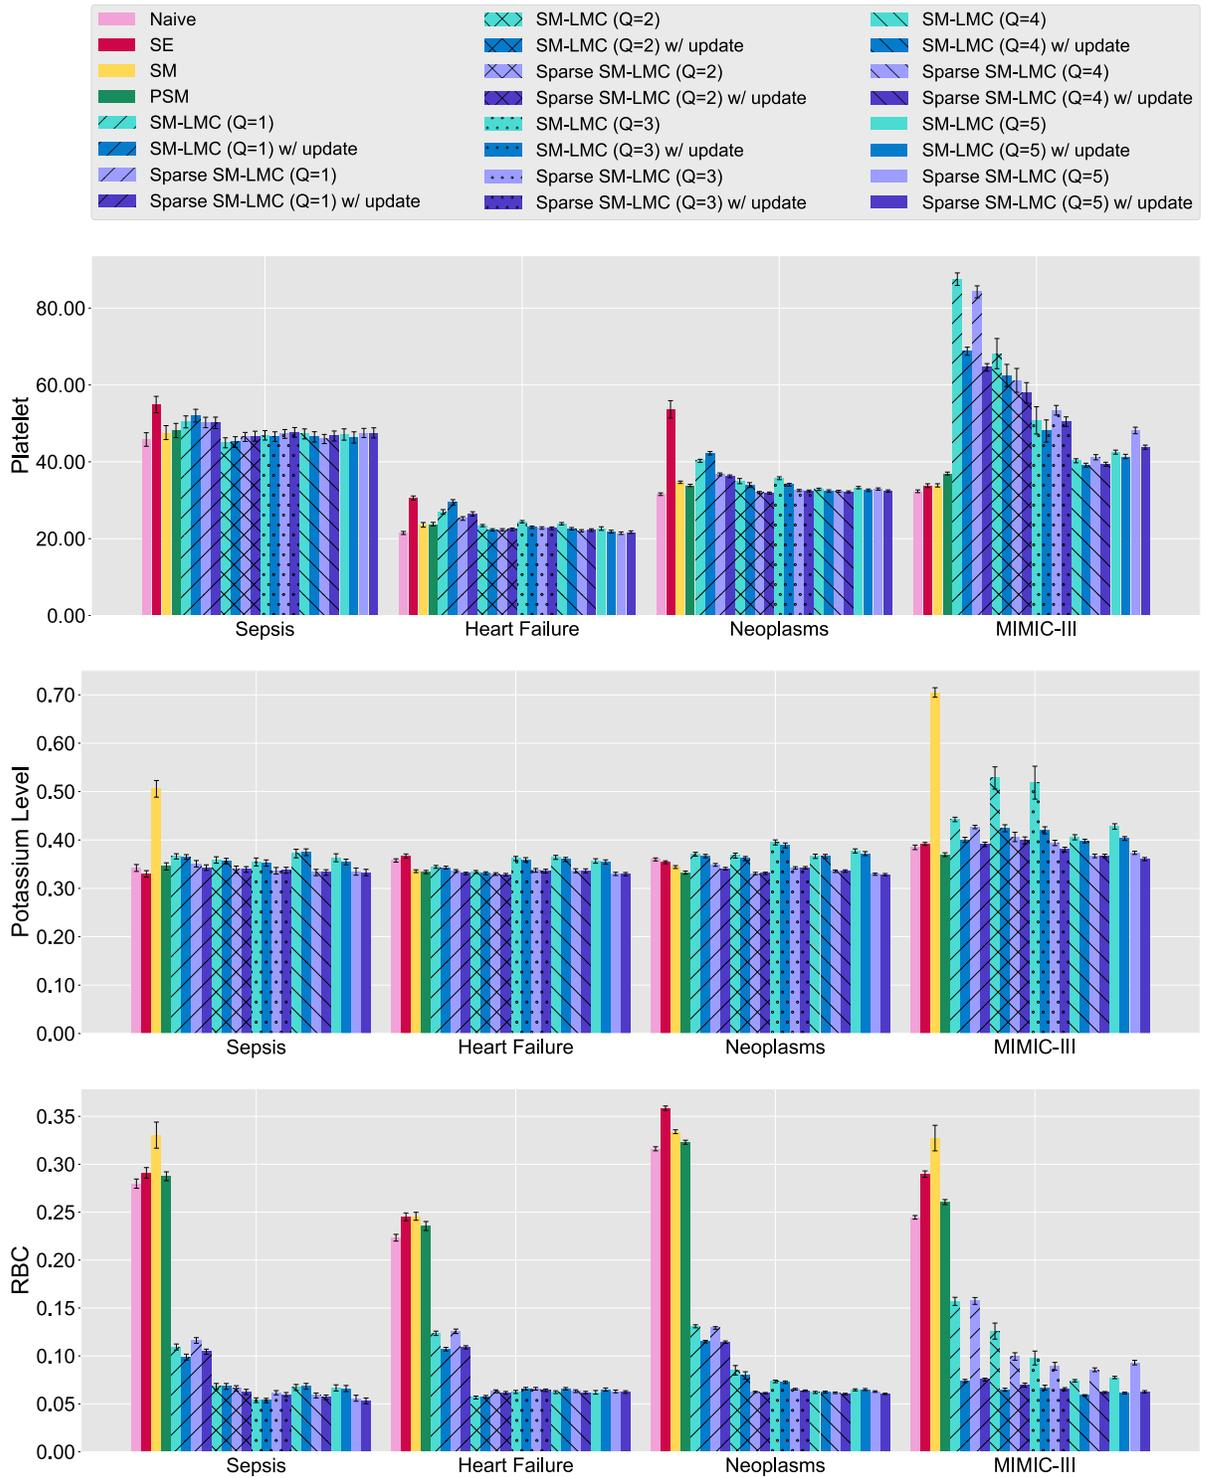 Naive
SE
SM
PSM
SM-LMC (Q=1)
SM-LMC (Q=1) w/ update
Sparse SM-LMC (Q=1)
Sparse SM-LMC (Q=1) w/ update
SM-LMC (Q=2)
SM-LMC (Q=2) w/ update
Sparse SM-LMC (Q=2)
Sparse SM-LMC (Q=2) w/ update
SM-LMC (Q=3)
SM-LMC (Q=3) w/ update
Sparse SM-LMC (Q=3)
Sparse SM-LMC (Q=3) w/ update
SM-LMC (Q=4)
SM-LMC (Q=4) w/ update
Sparse SM-LMC (Q=4)
Sparse SM-LMC (Q=4) w/ update
SM-LMC (Q=5)
SM-LMC (Q=5) w/ update
Sparse SM-LMC (Q=5)
Sparse SM-LMC (Q=5) w/ update
Platelet
80.00
60.00
40.00
20.00
0.00
Sepsis Heart Failure Neoplasms MIMIC-III
Potassium Level
0.70
0.60
0.50
0.40
0.30
0.20
0.10
0.00
Sepsis Heart Failure Neoplasms MIMIC-III
RBC
0.35
0.30
0.25
0.20
0.15
0.10
0.05
0.00
Sepsis Heart Failure Neoplasms MIMIC-III